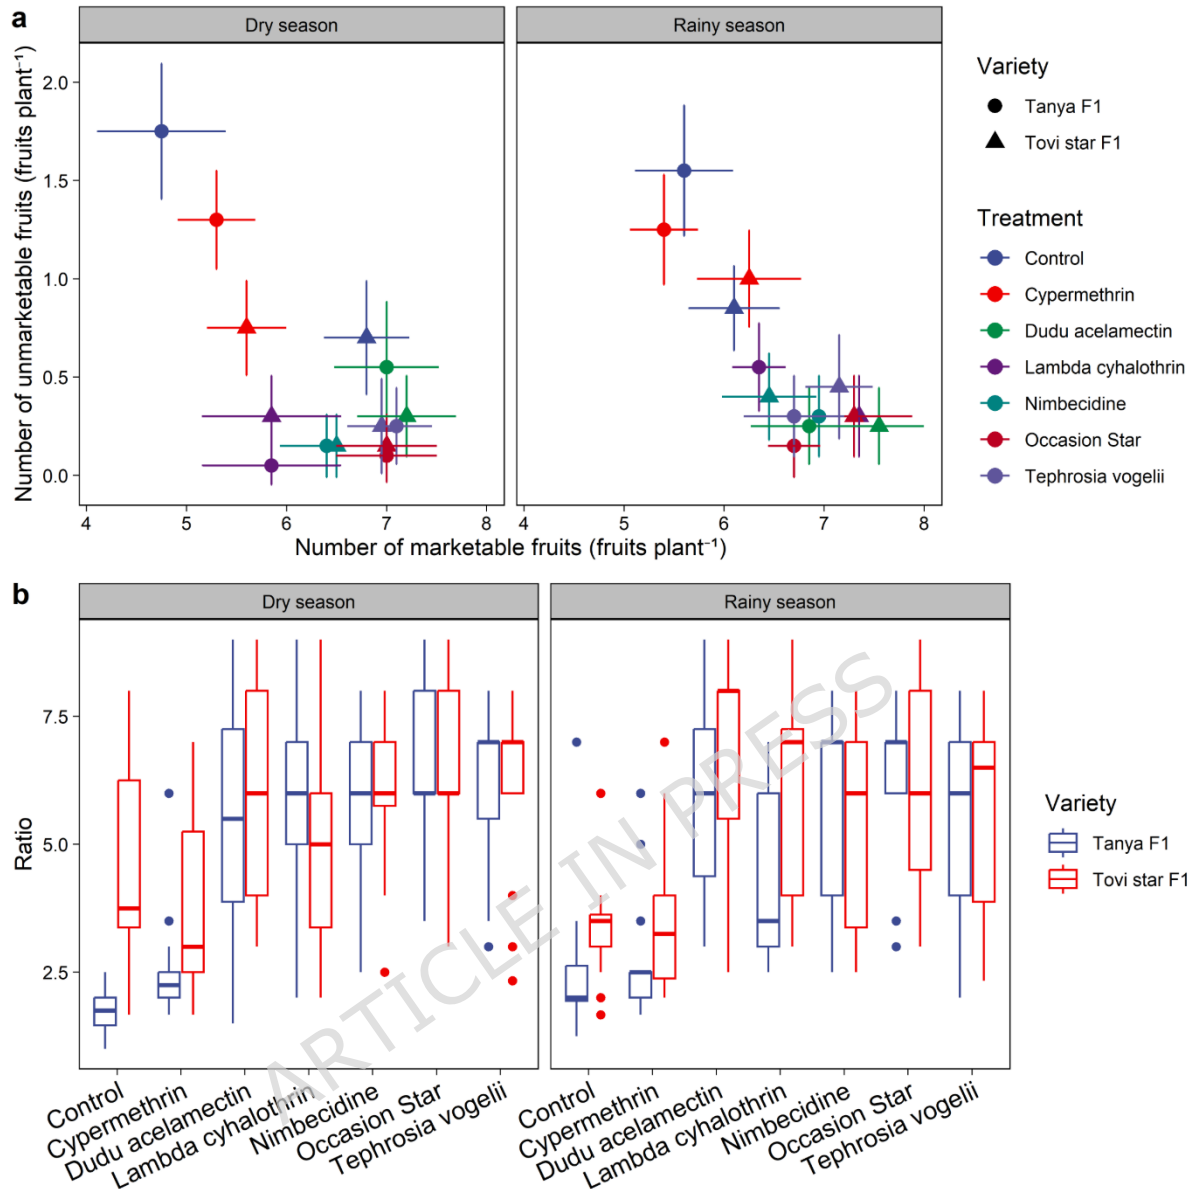 a
Dry season
Rainy season
Number of unmarketable fruits (fruits plant⁻¹)
2.0
1.5
1.0
0.5
0.0
4 5 6 7 8
4 5 6 7 8
Number of marketable fruits (fruits plant⁻¹)
Variety
Tanya F1
Tovi star F1
Treatment
Control
Cypermethrin
Dudu acelamectin
Lambda cyhalothrin
Nimbecidine
Occasion Star
Tephrosia vogelii
b
Dry season
Rainy season
Ratio
7.5
5.0
2.5
Control
Cypermethrin
Dudu acelamectin
Lambda cyhalothrin
Nimbecidine
Occasion Star
Tephrosia vogelii
Control
Cypermethrin
Dudu acelamectin
Lambda cyhalothrin
Nimbecidine
Occasion Star
Tephrosia vogelii
Variety
Tanya F1
Tovi star F1
ARTICLE IN PRESS